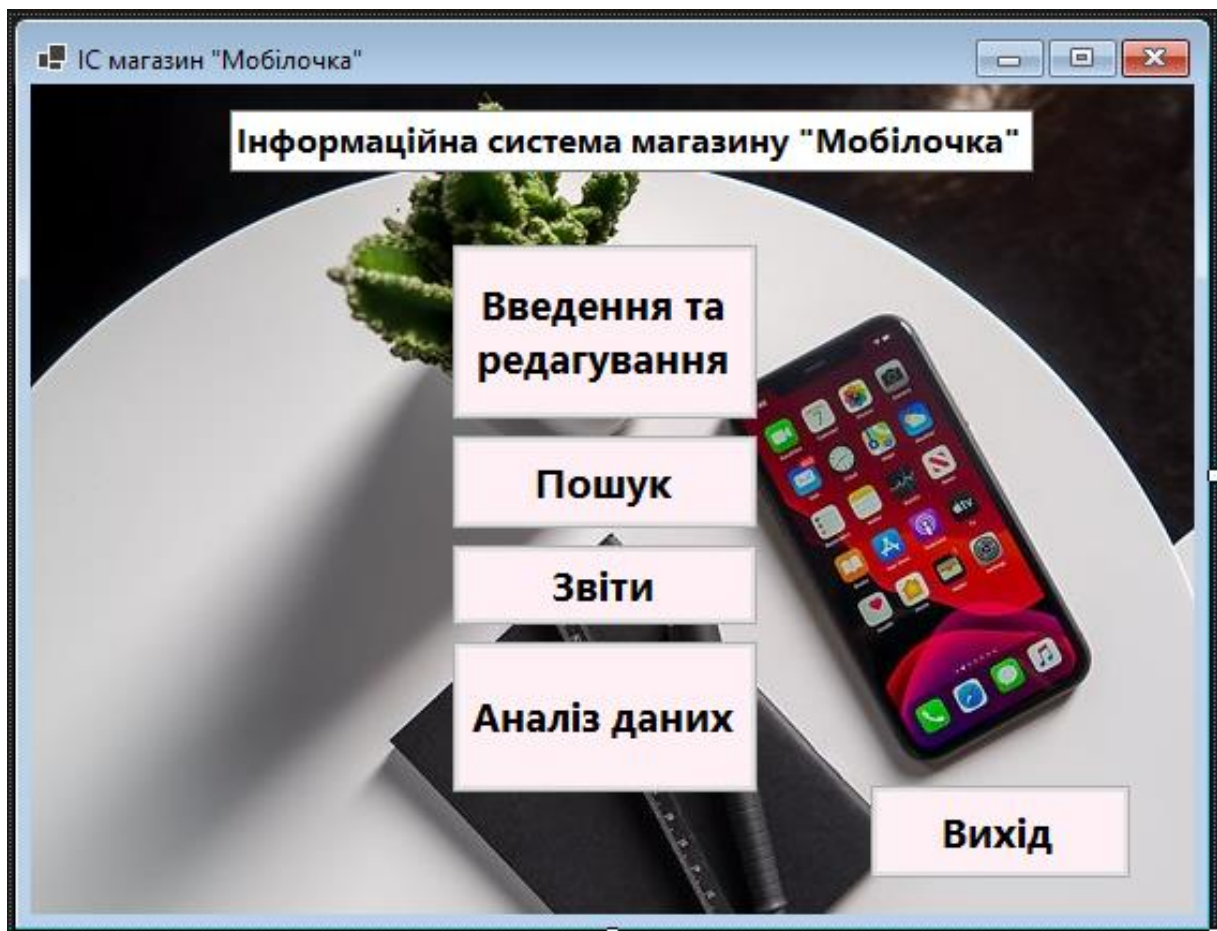 ІС магазин "Мобілочка"
Інформаційна система магазину "Мобілочка"
Введення та
редагування
Пошук
Звіти
Аналіз даних
Вихід